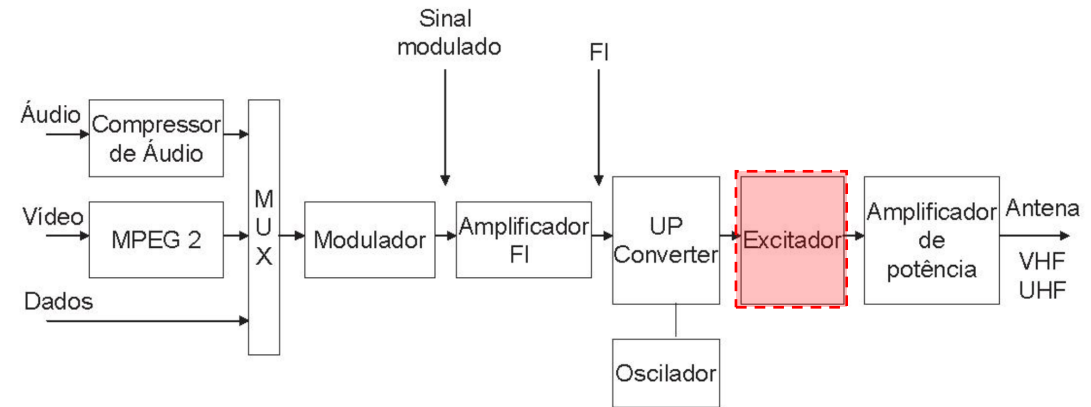 Sinal
modulado
FI
Áudio
Compressor
de Áudio
Vídeo
MPEG 2
Dados
M
U
X
Modulador
Amplificador
FI
UP
Converter
Oscilador
Excitador
Amplificador
de
potência
Antena
VHF
UHF